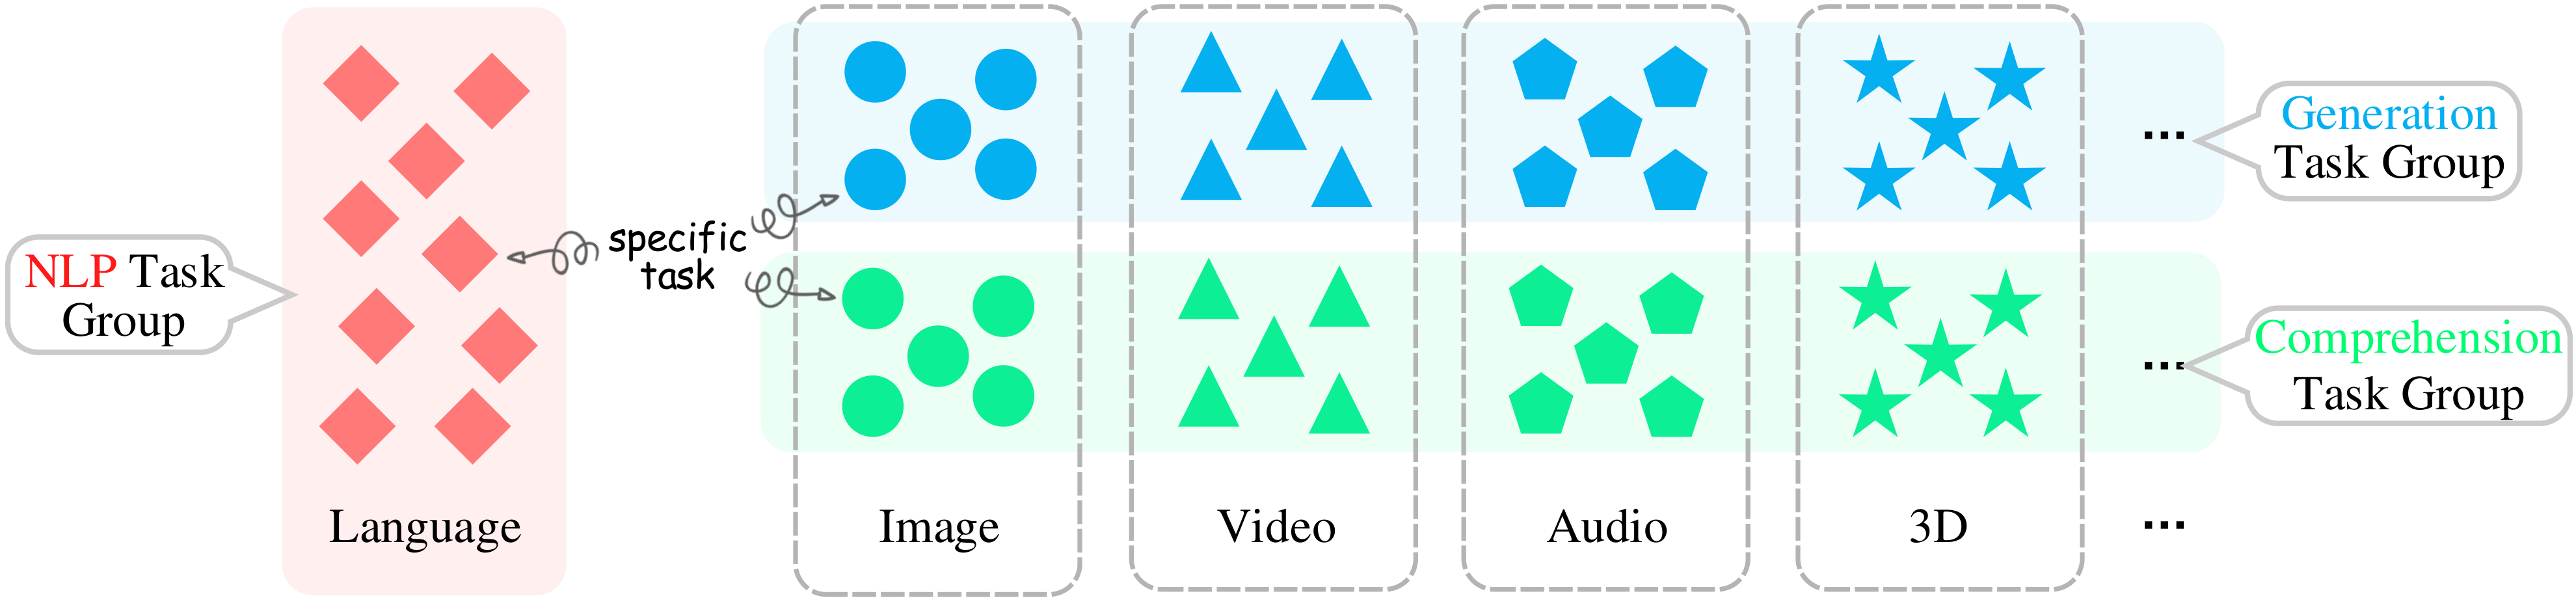 NLP Task
Group
Language
specific
task
Image
Video
Audio
3D
...
...
...
Generation
Task Group
Comprehension
Task Group